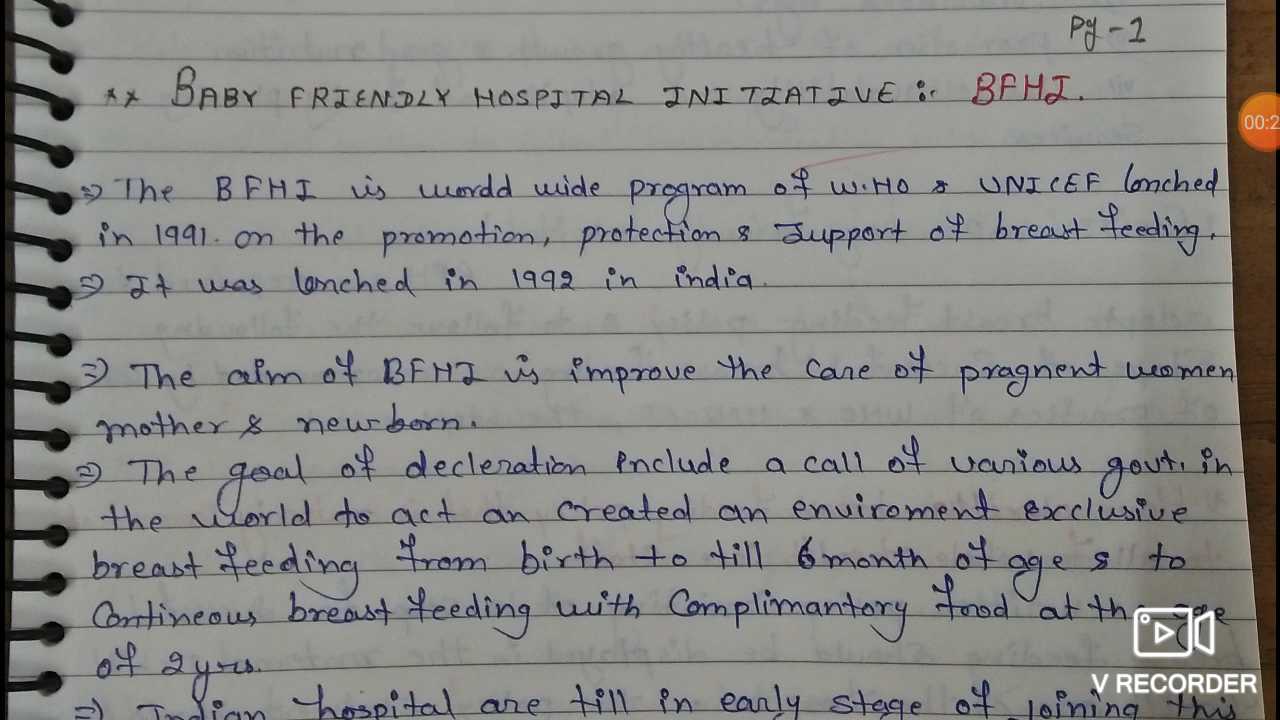 Pg-1
** BABY FRIENDLY HOSPITAL INITIATIVE :- BFHI.
00:2
⇒ The BFHI is wordd wide program of W.HO & UNICEF lonched
in 1991. on the promotion, protection & Support of breast feeding.
⇒ It was lonched in 1992 in india.
⇒ The aim of BFHI is improve the Care of pragnent women
mother & new-born.
⇒ The goal of decleration include a call of various govt. in
the world to act an created an enviroment exclusive
breast feeding from birth to till 6 month of age & to
Contineous breast feeding with Complimantory food at the age
of 2 yrs.
V RECORDER
⇒ Indian hospital are till in early stage of joining this